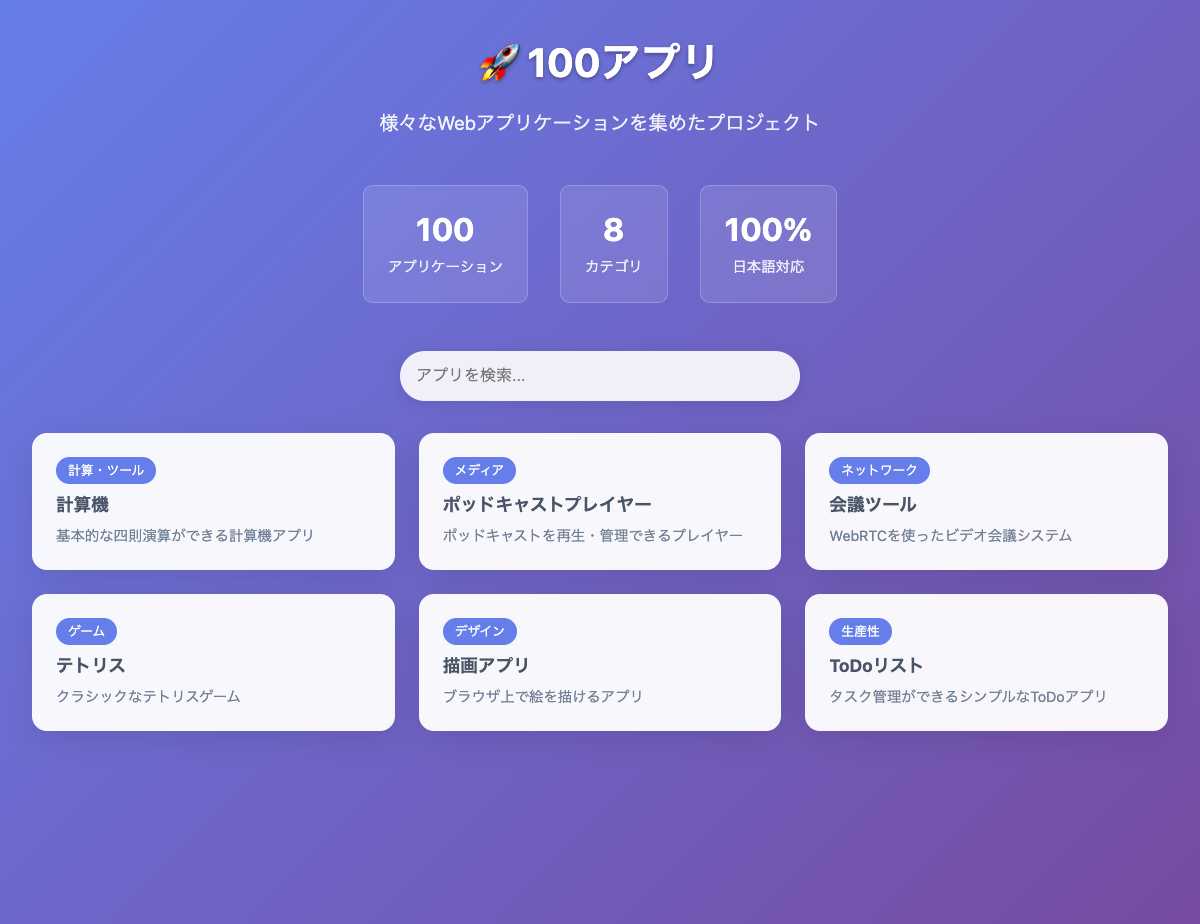 🚀 100アプリ
様々なWebアプリケーションを集めたプロジェクト
100
アプリケーション
8
カテゴリ
100%
日本語対応
アプリを検索...
計算・ツール
計算機
基本的な四則演算ができる計算機アプリ
メディア
ポッドキャストプレイヤー
ポッドキャストを再生・管理できるプレイヤー
ネットワーク
会議ツール
WebRTCを使ったビデオ会議システム
ゲーム
テトリス
クラシックなテトリスゲーム
デザイン
描画アプリ
ブラウザ上で絵を描けるアプリ
生産性
ToDoリスト
タスク管理ができるシンプルなToDoアプリ